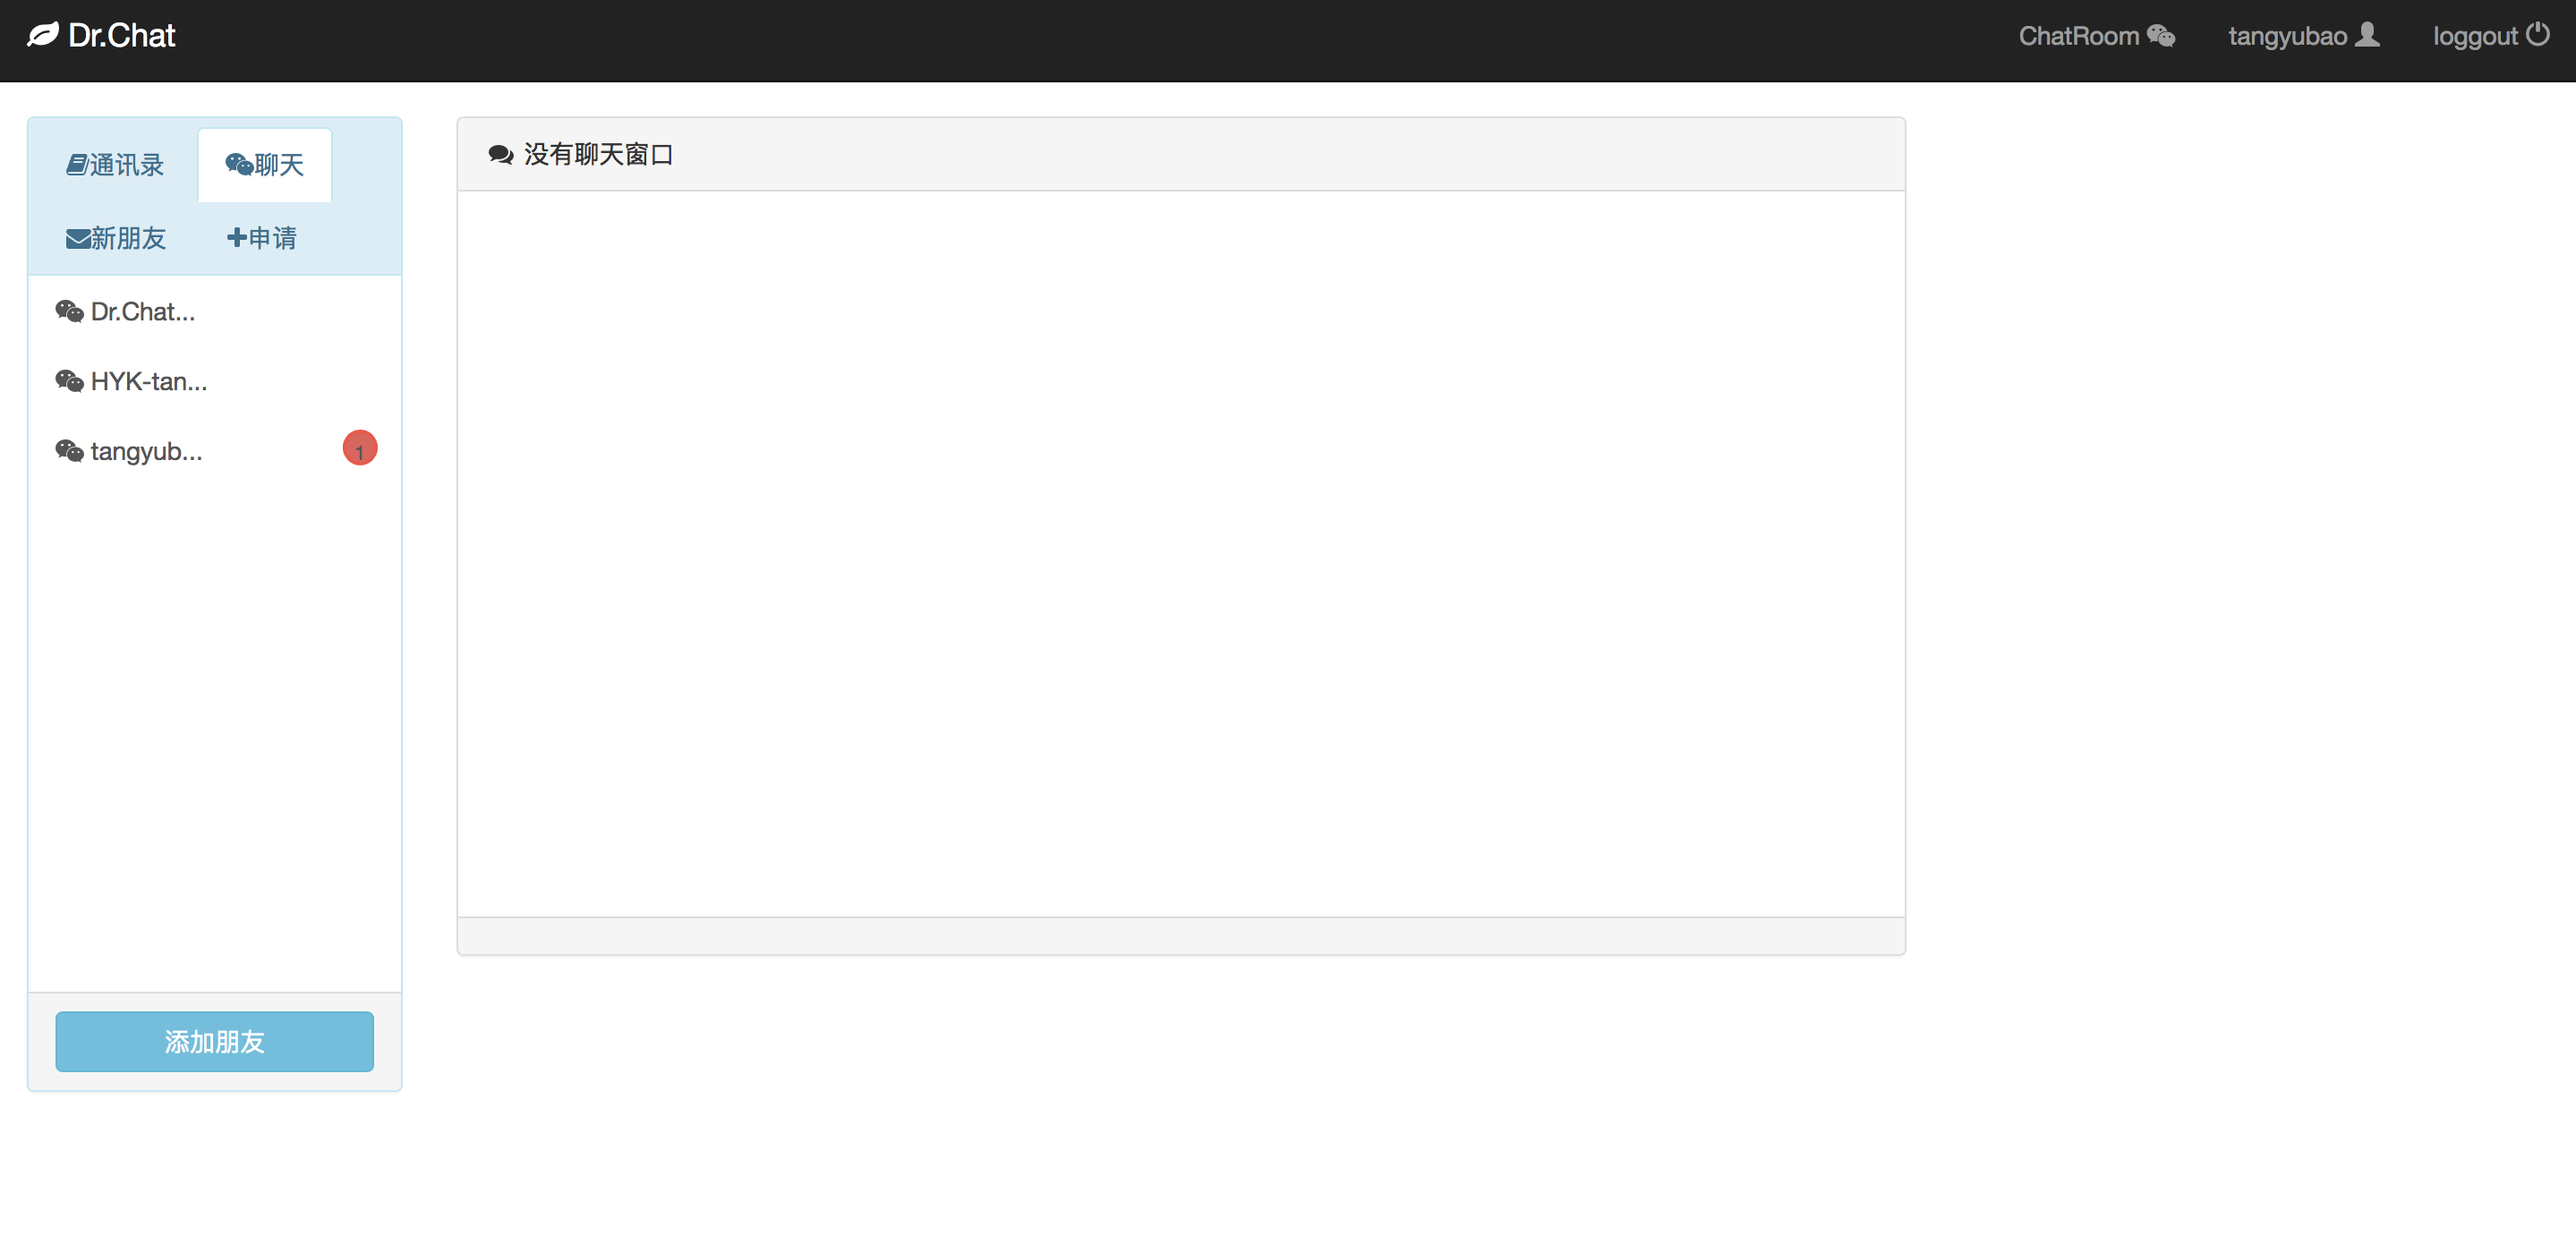 Dr.Chat
ChatRoom
tangyubao
loggout
通讯录
聊天
新朋友
申请
Dr.Chat...
HYK-tan...
tangyub...
1
添加朋友
没有聊天窗口